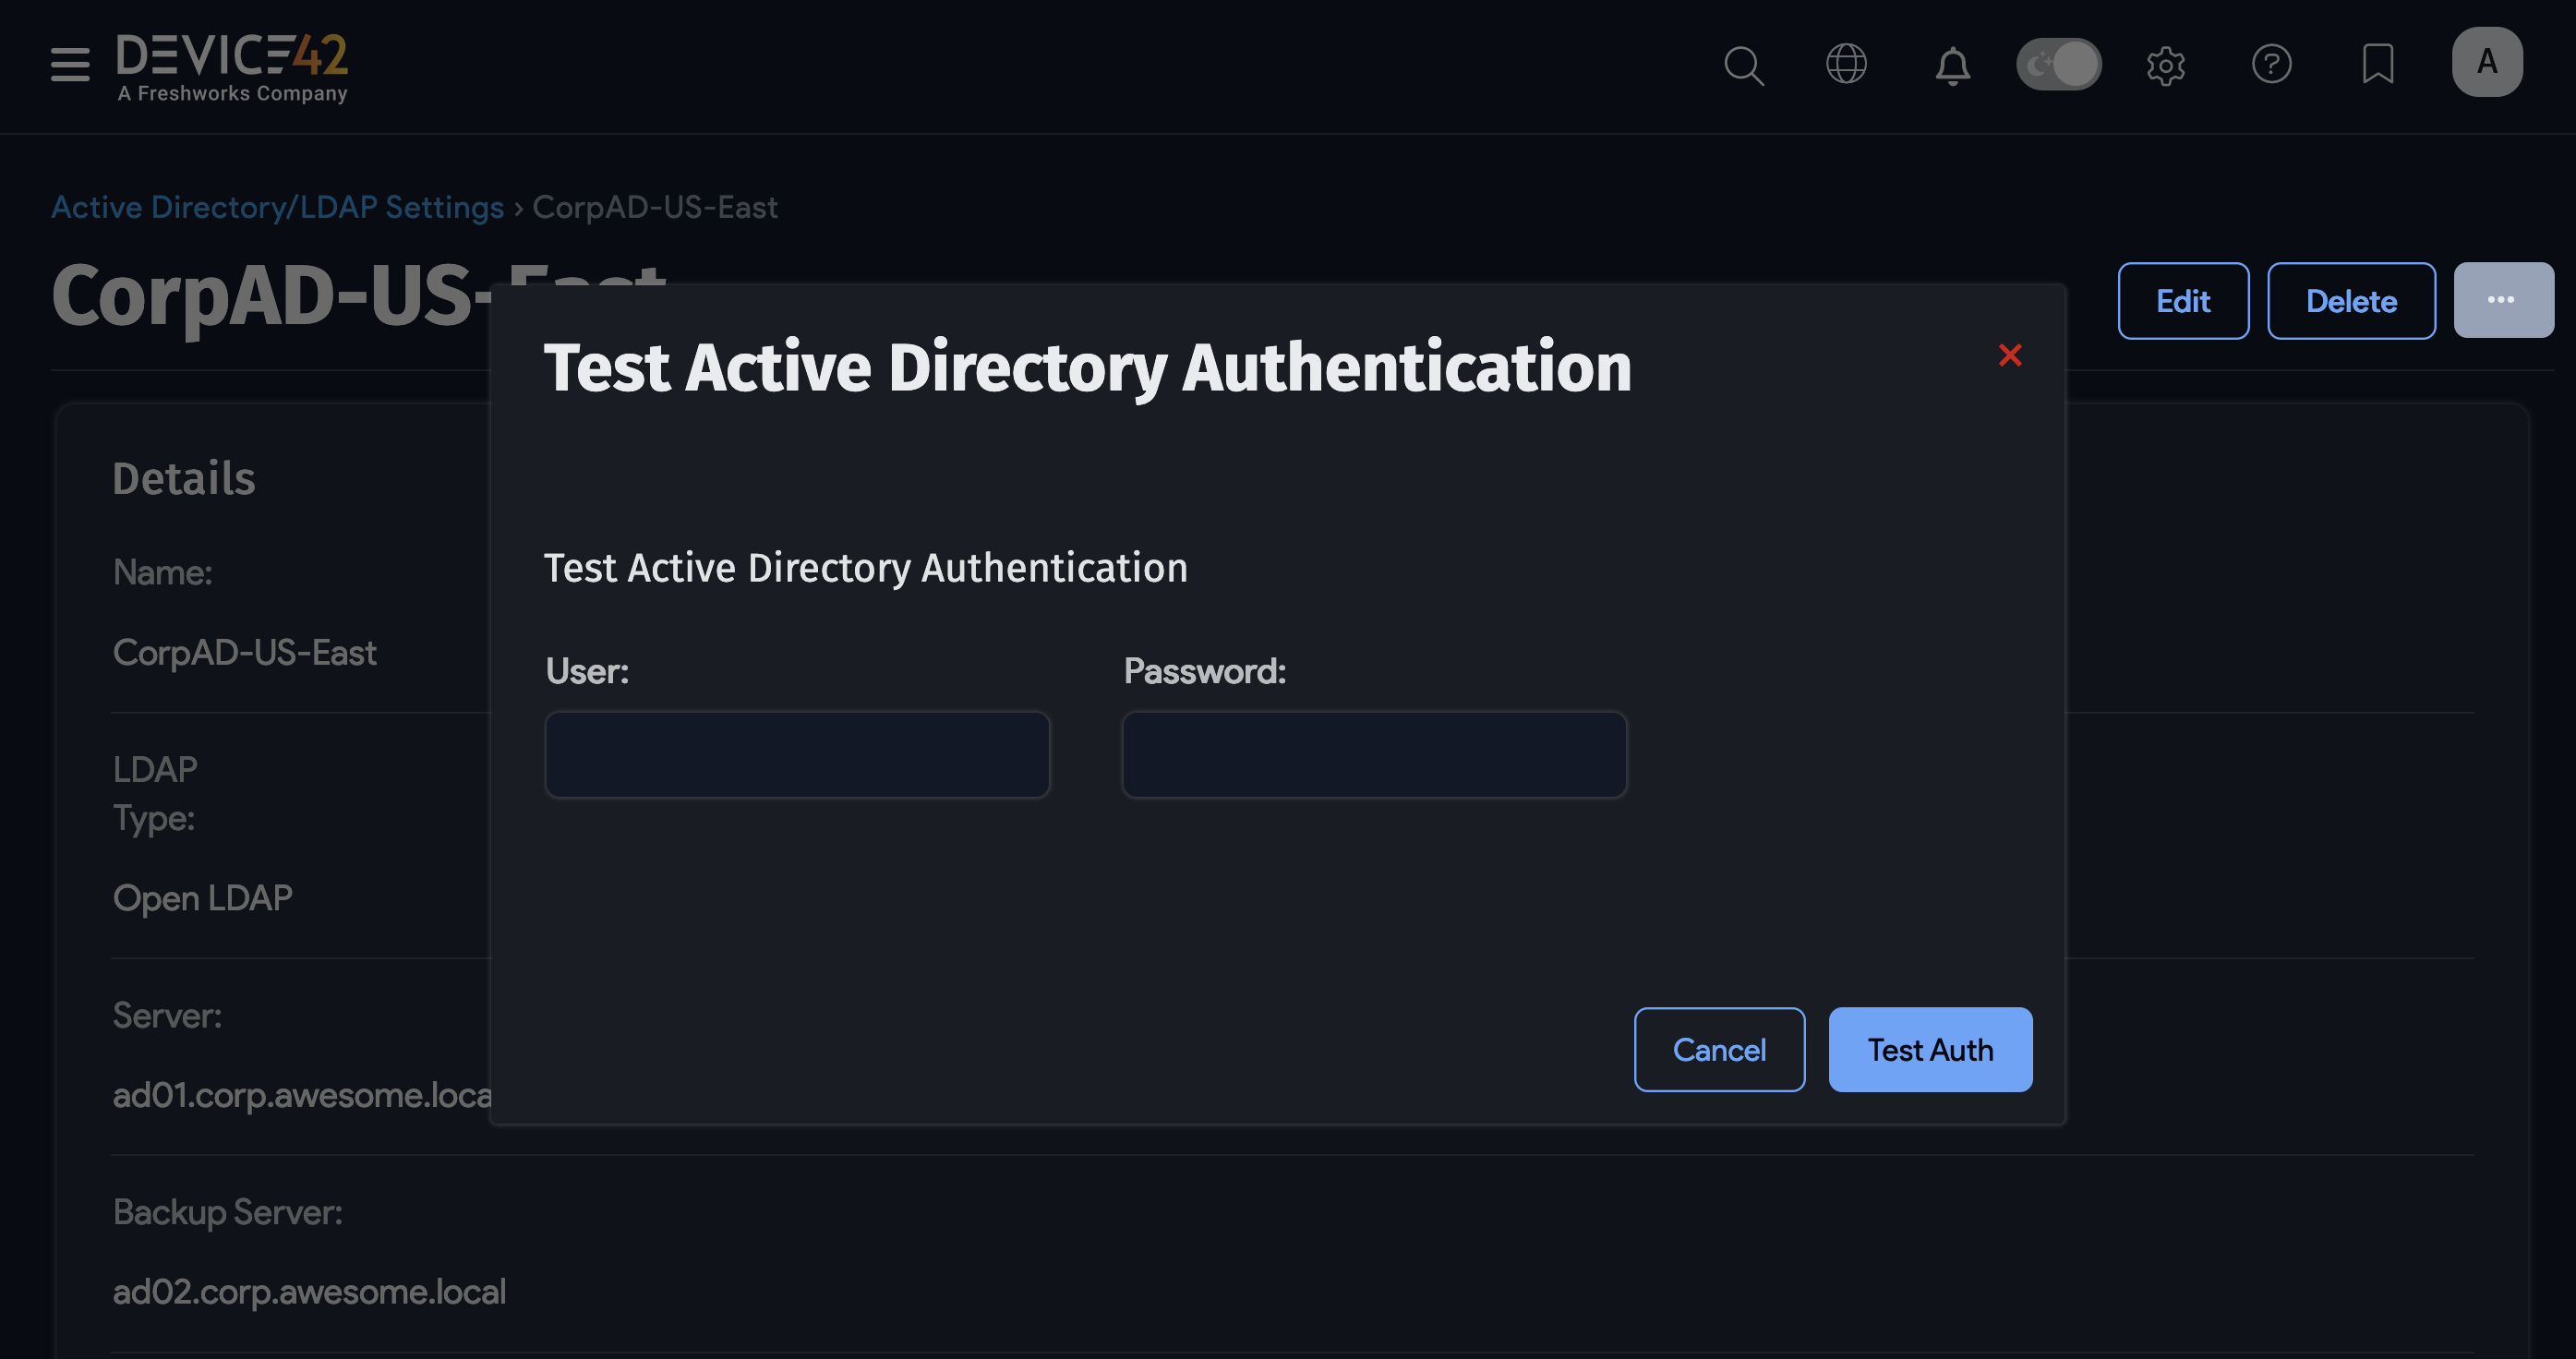 DEVICE42
A Freshworks Company
A
Active Directory/LDAP Settings › CorpAD-US-East
CorpAD-US-East
Edit
Delete
Test Active Directory Authentication
Details
Name:
CorpAD-US-East
LDAP
Type:
Open LDAP
Server:
ad01.corp.awesome.loca
Backup Server:
ad02.corp.awesome.local
Test Active Directory Authentication
User: Password:
Cancel Test Auth